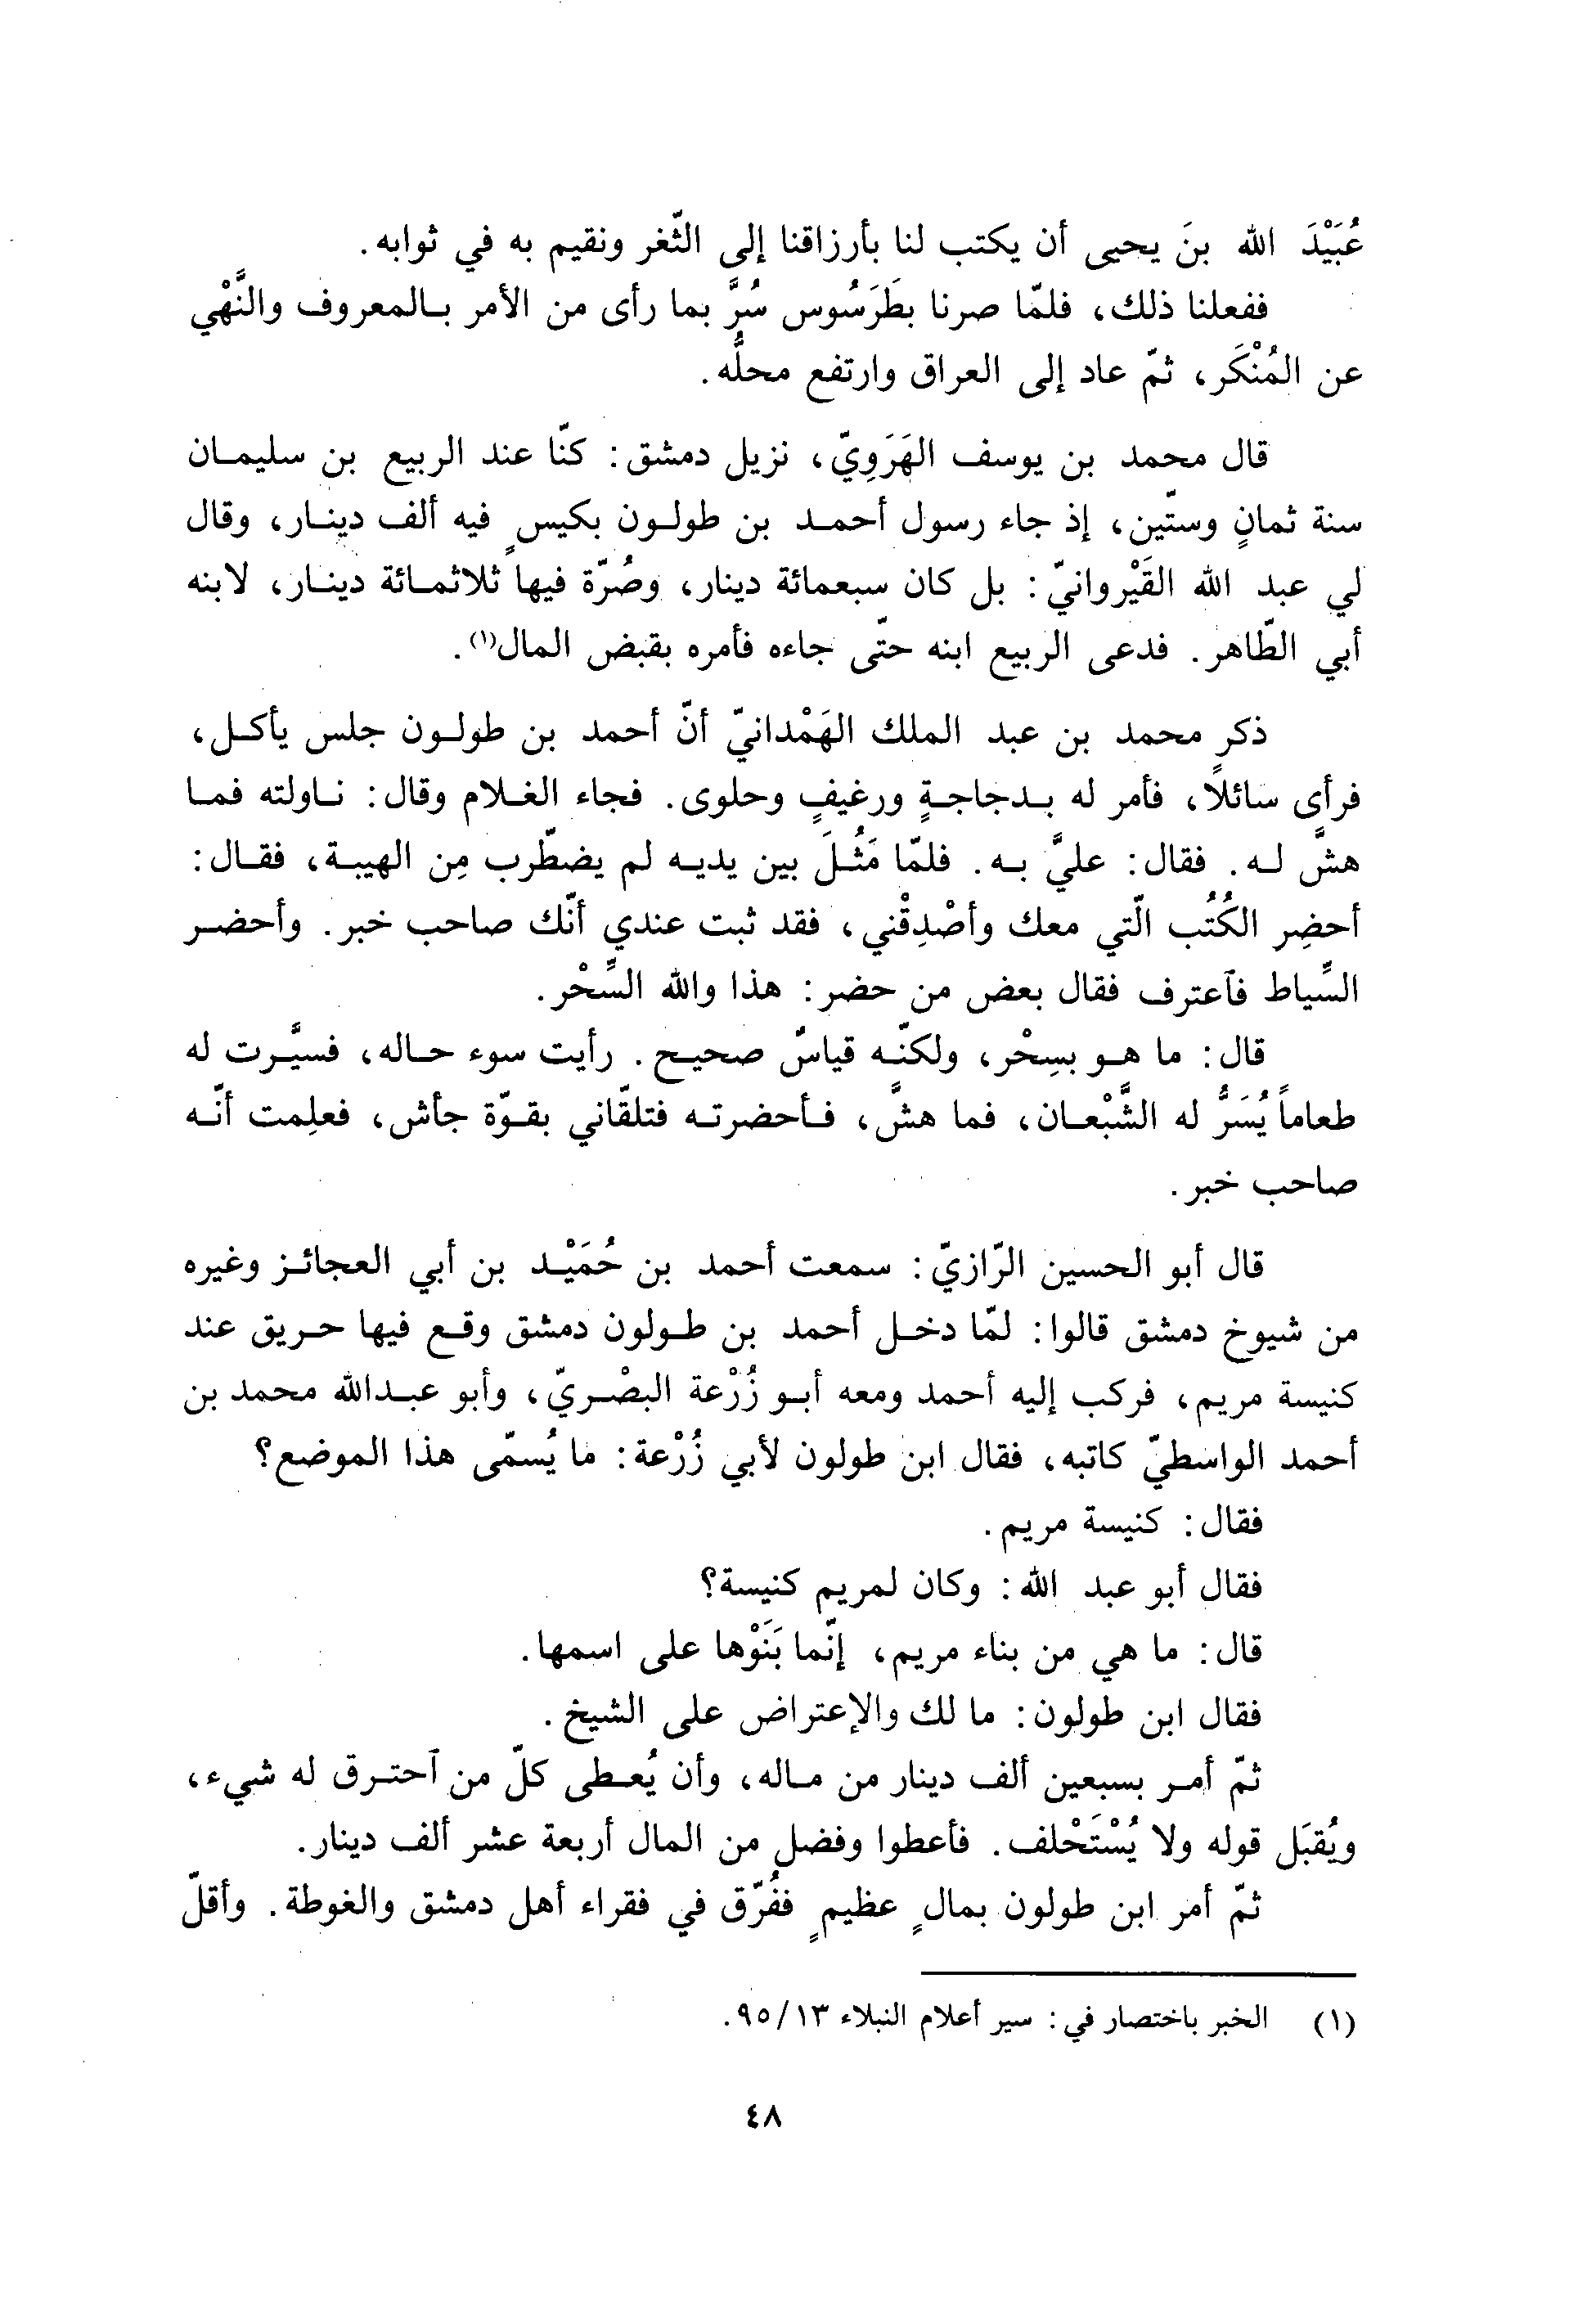 عُبَيْدَ الله بنَ يحيى أن يكتب لنا بأرزاقنا إلى الثّغر ونقيم به في ثوابه.
ففعلنا ذلك، فلمّا صرنا بطَرَسُوس سُرَّ بما رأى من الأمر بالمعروف والنَّهْي
عن المُنْكَر، ثمّ عاد إلى العراق وارتفع محلُّه.
قال محمد بن يوسف الهَرَوِيّ، نزيل دمشق: كنّا عند الربيع بن سليمان
سنة ثمانٍ وستّين، إذ جاء رسول أحمد بن طولون بكيسٍ فيه ألف دينار، وقال
لي عبد الله القَيْروانيّ: بل كان سبعمائة دينار، وصُرّة فيها ثلاثمائة دينار، لابنه
أبي الطّاهر. فدعى الربيع ابنه حتّى جاءه فأمره بقبض المال(١).
ذكر محمد بن عبد الملك الهَمْدانيّ أنّ أحمد بن طولون جلس يأكل،
فرأى سائلاً، فأمر له بدجاجةٍ ورغيفٍ وحلوى. فجاء الغلام وقال: ناولته فما
هشَّ له. فقال: عليَّ به. فلمّا مَثُلَ بين يديه لم يضطّرب مِن الهيبة، فقال:
أحضِر الكُتُب الّتي معك وأصْدِقْني، فقد ثبت عندي أنّك صاحب خبر. وأحضر
السِّياط فآعترف فقال بعض من حضر: هذا والله السِّحْر.
قال: ما هو بسِحْر، ولكنّه قياسٌ صحيح. رأيت سوء حاله، فسيَّرت له
طعاماً يُسَرُّ له الشَّبْعان، فما هشَّ، فأحضرته فتلقّاني بقوّة جأش، فعلِمت أنّه
صاحب خبر.
قال أبو الحسين الرّازيّ: سمعت أحمد بن حُمَيْد بن أبي العجائز وغيره
من شيوخ دمشق قالوا: لمّا دخل أحمد بن طولون دمشق وقع فيها حريق عند
كنيسة مريم، فركب إليه أحمد ومعه أبو زُرْعة البصْريّ، وأبو عبدالله محمد بن
أحمد الواسطيّ كاتبه، فقال ابن طولون لأبي زُرْعة: ما يُسمّى هذا الموضع؟
فقال: كنيسة مريم.
فقال أبو عبد الله: وكان لمريم كنيسة؟
قال: ما هي من بناء مريم، إنّما بَنَوْها على اسمها.
فقال ابن طولون: ما لك والإعتراض على الشيخ.
ثمّ أمر بسبعين ألف دينار من ماله، وأن يُعطى كلّ من آحترق له شيء،
ويُقبَل قوله ولا يُسْتَحْلف. فأعطوا وفضل من المال أربعة عشر ألف دينار.
ثمّ أمر ابن طولون بمالٍ عظيمٍ ففُرّق في فقراء أهل دمشق والغوطة. وأقلّ
(١) الخبر باختصار في: سير أعلام النبلاء ١٣/ ٩٥.
٤٨